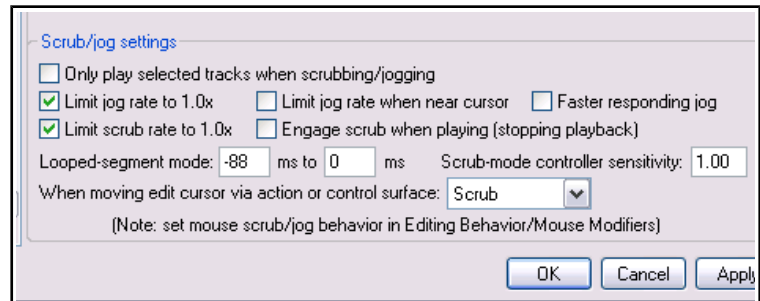 Scrub/jog settings
Only play selected tracks when scrubbing/jogging
Limit jog rate to 1.0x Limit jog rate when near cursor Faster responding jog
Limit scrub rate to 1.0x Engage scrub when playing (stopping playback)
Looped-segment mode: -88 ms to 0 ms Scrub-mode controller sensitivity: 1.00
When moving edit cursor via action or control surface: Scrub
(Note: set mouse scrub/jog behavior in Editing Behavior/Mouse Modifiers)
OK Cancel Apply